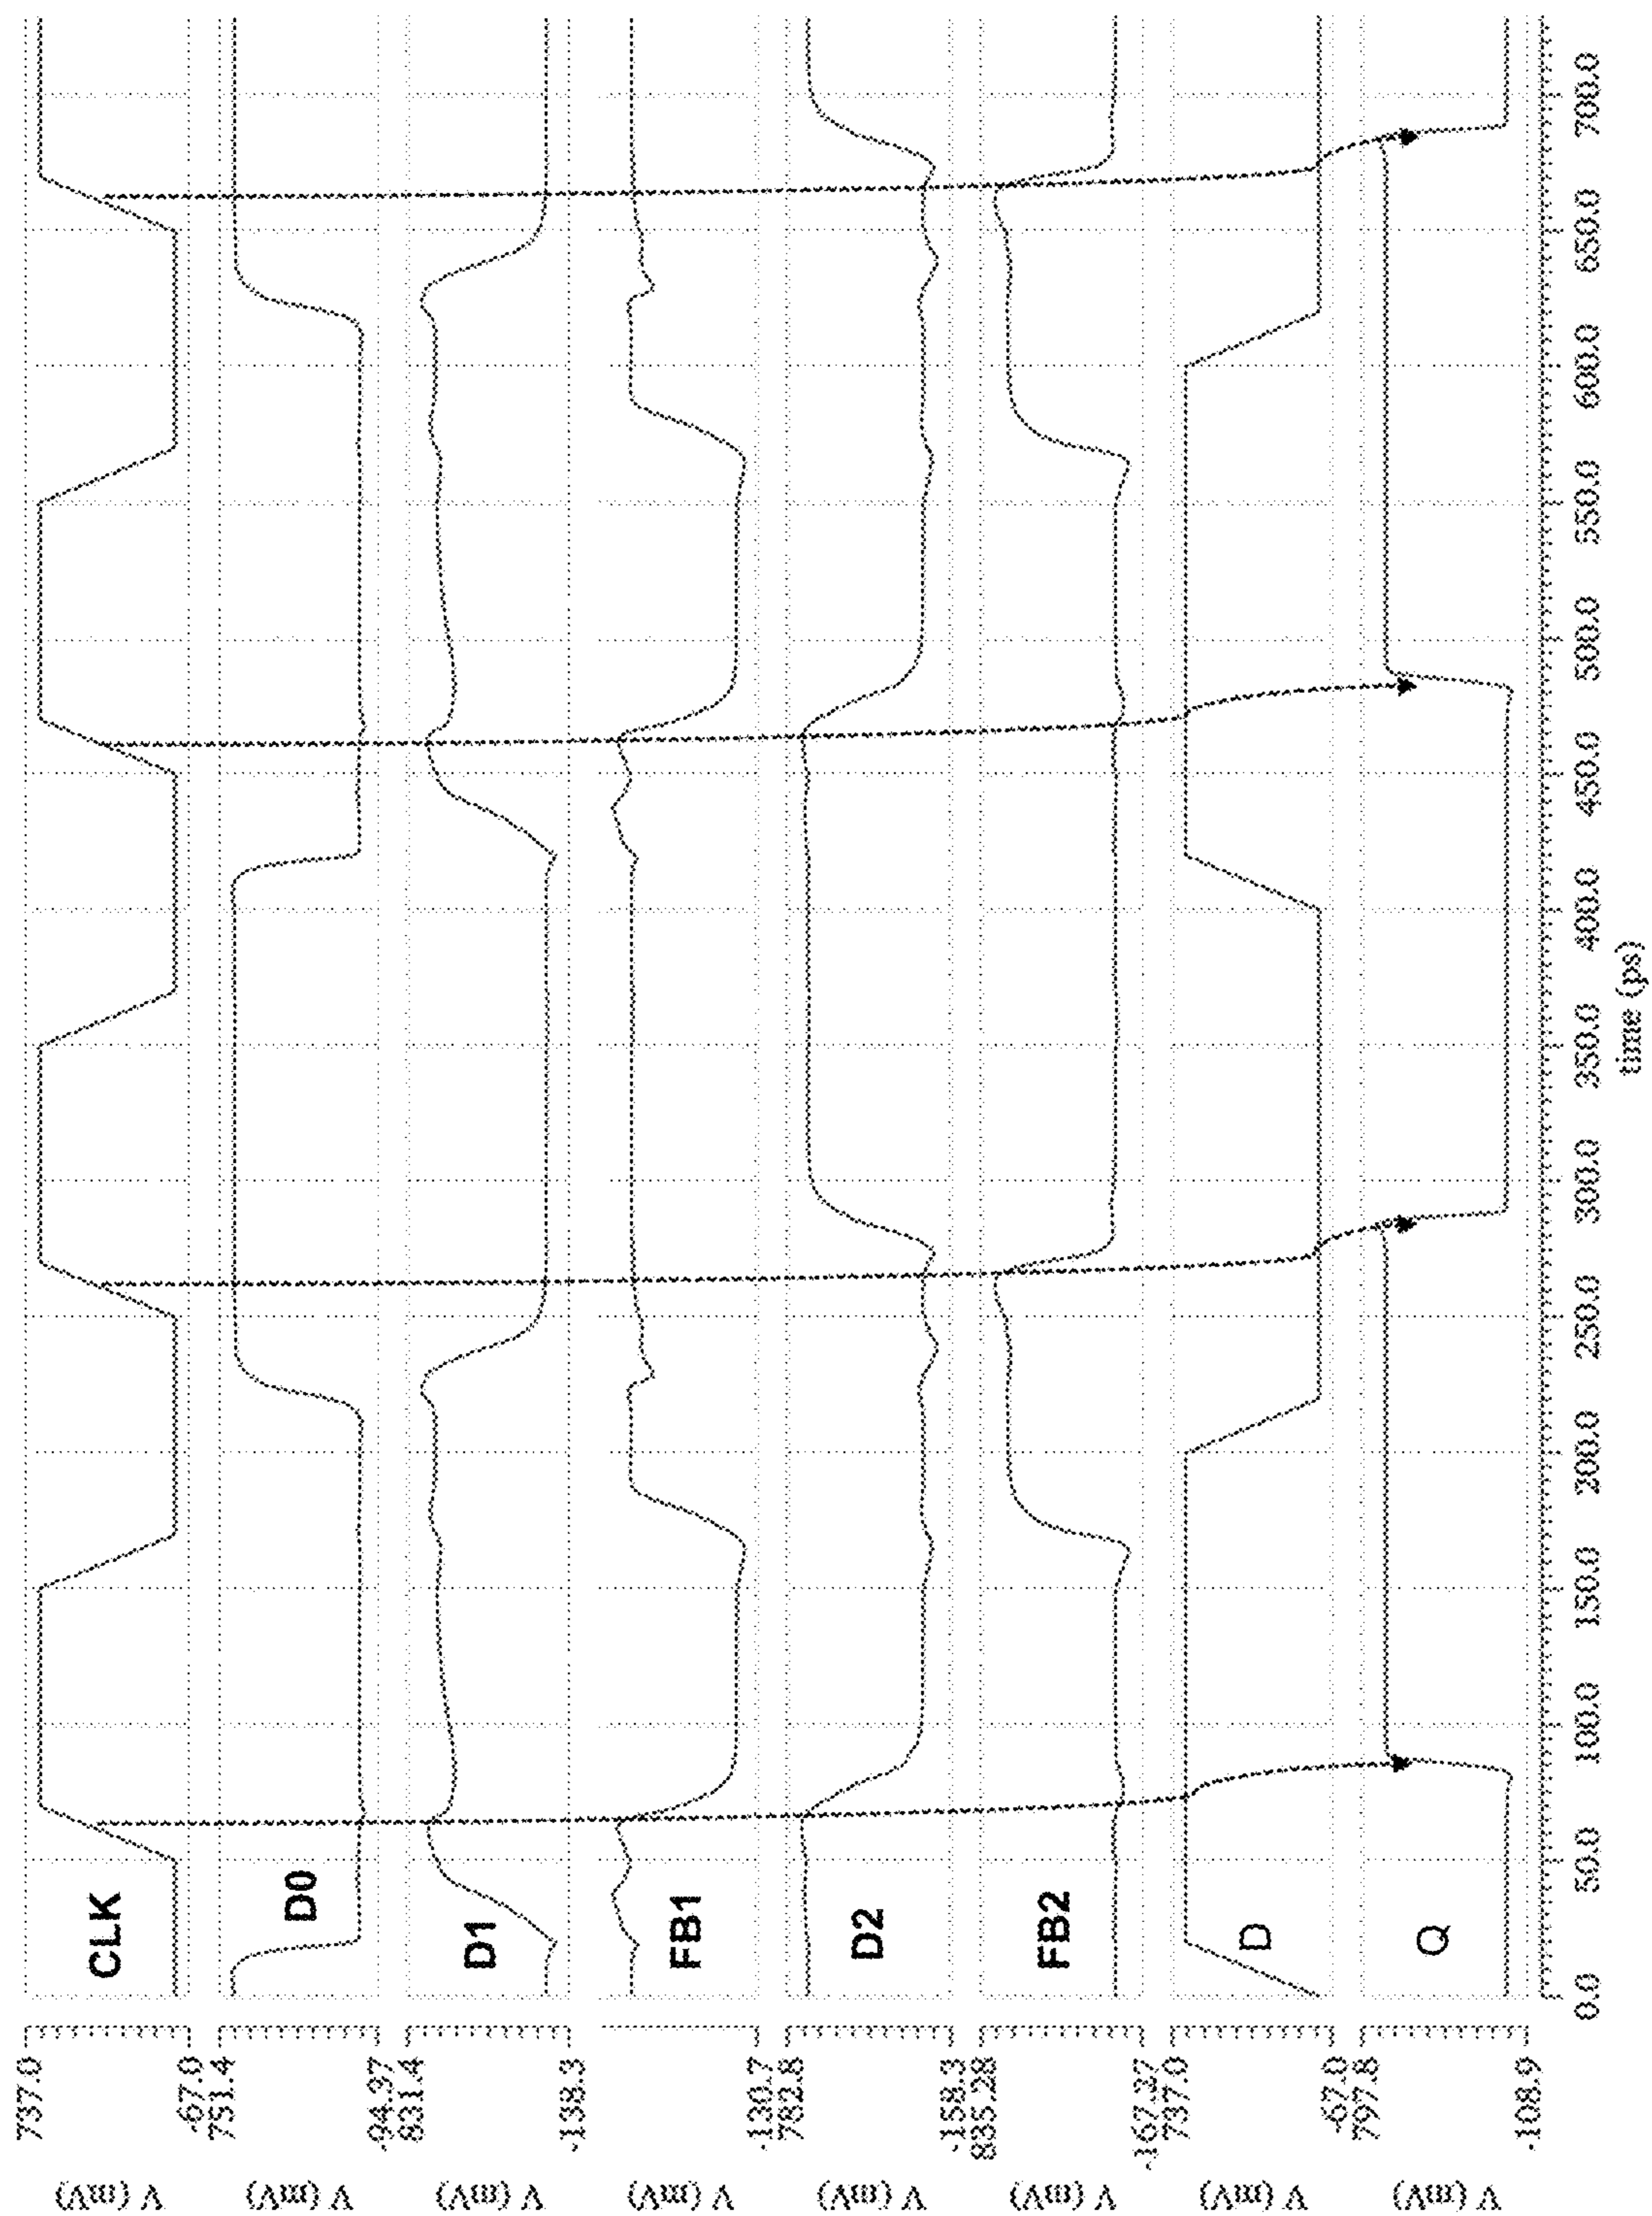 V (mV)
737.0
-67.0
CLK
V (mV)
751.4
-94.97
D0
V (mV)
831.4
-138.3
D1
V (mV)
-130.7
FB1
V (mV)
782.8
-158.3
D2
V (mV)
835.28
-167.37
FB2
V (mV)
737.0
-67.0
D
V (mV)
797.8
-108.9
Q
0.0 50.0 100.0 150.0 200.0 250.0 300.0 350.0 400.0 450.0 500.0 550.0 600.0 650.0 700.0
time (ps)